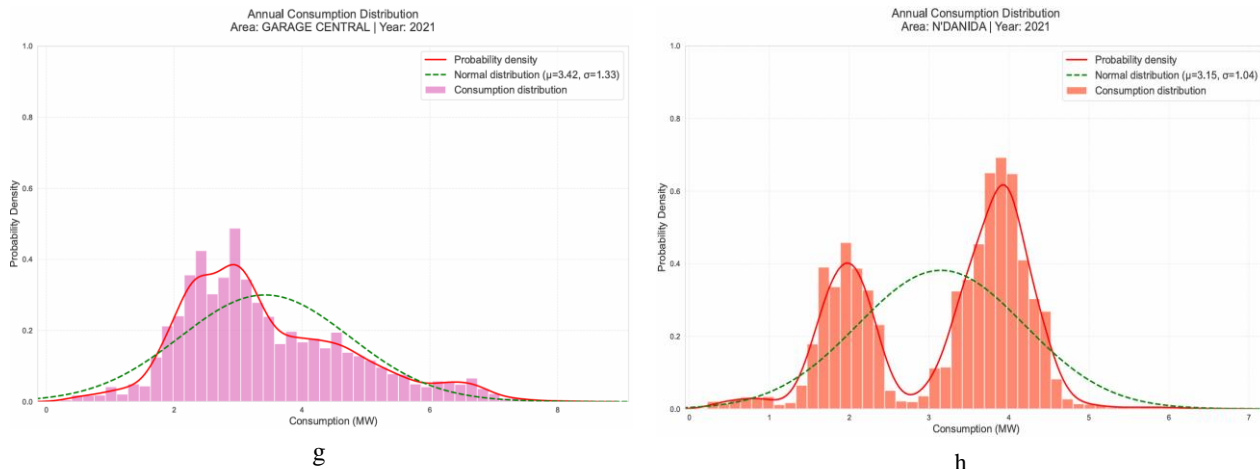 Annual Consumption Distribution
Area: GARAGE CENTRAL | Year: 2021
1.0
0.8
0.6
0.4
0.2
0.0
Probability Density
Probability density
Normal distribution (μ=3.42, σ=1.33)
Consumption distribution
0
2
4
6
8
Consumption (MW)
g
Annual Consumption Distribution
Area: N'DANIDA | Year: 2021
1.0
0.8
0.6
0.4
0.2
0.0
Probability Density
Probability density
Normal distribution (μ=3.15, σ=1.04)
Consumption distribution
0
1
2
3
4
5
6
7
Consumption (MW)
h